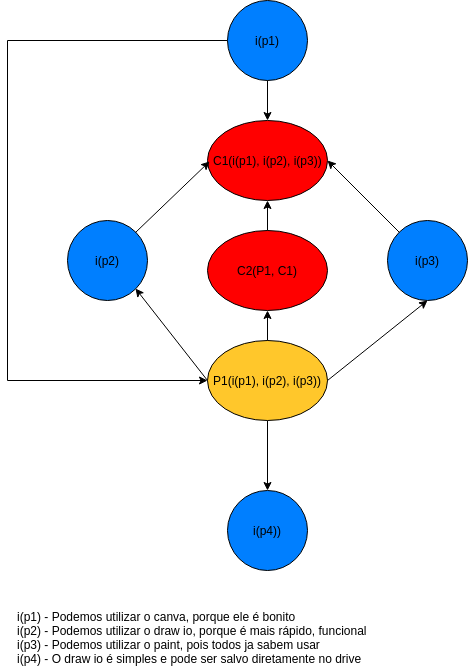 i(p1)
C1(i(p1), i(p2), i(p3))
i(p2)
C2(P1, C1)
i(p3)
P1(i(p1), i(p2), i(p3))
i(p4))
i(p1) - Podemos utilizar o canva, porque ele é bonito
i(p2) - Podemos utilizar o draw io, porque é mais rápido, funcional
i(p3) - Podemos utilizar o paint, pois todos ja sabem usar
i(p4) - O draw io é simples e pode ser salvo diretamente no drive